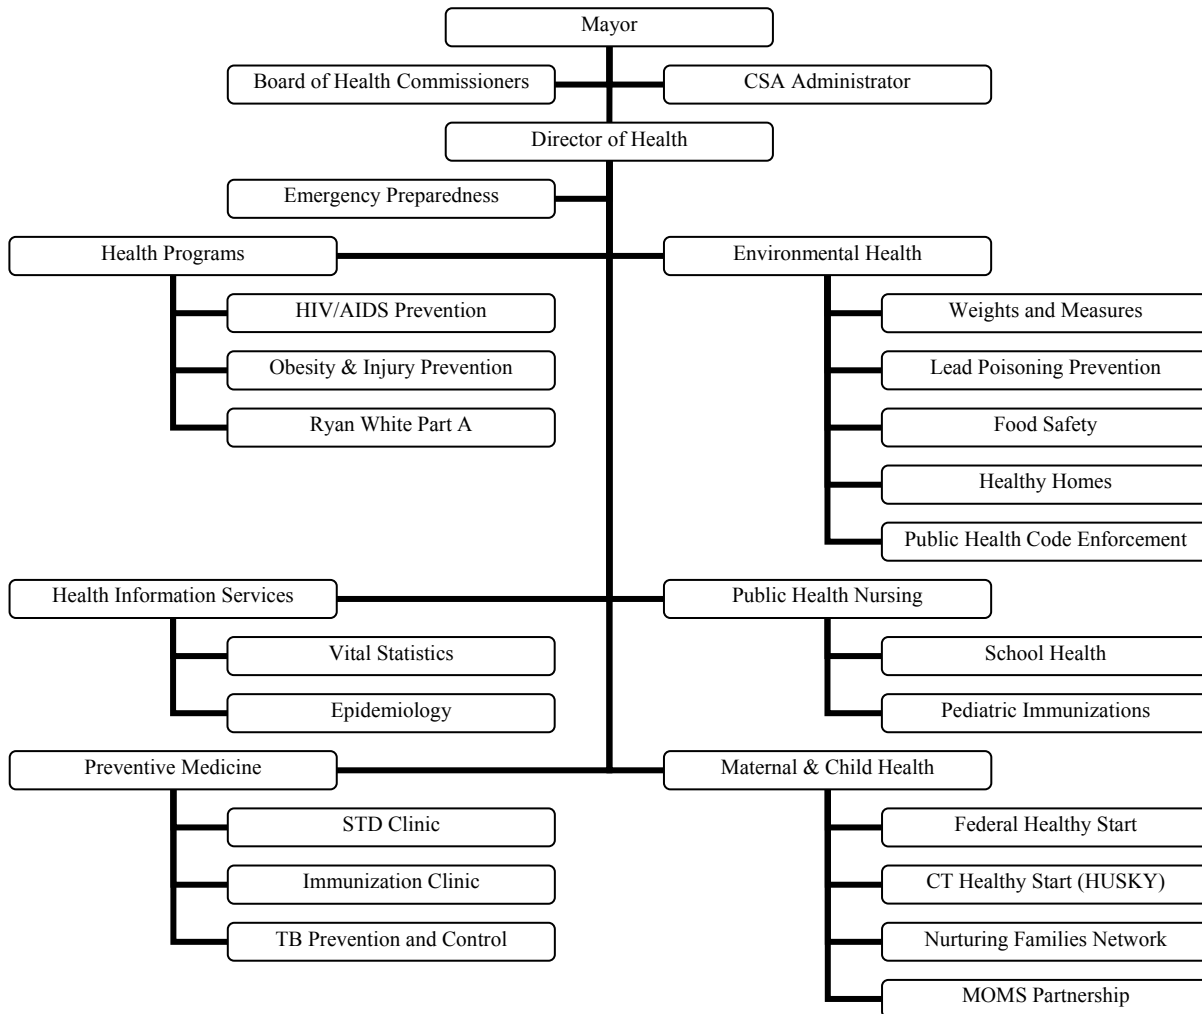 Mayor
Board of Health Commissioners
CSA Administrator
Director of Health
Emergency Preparedness
Health Programs
Environmental Health
HIV/AIDS Prevention
Weights and Measures
Obesity & Injury Prevention
Lead Poisoning Prevention
Ryan White Part A
Food Safety
Healthy Homes
Public Health Code Enforcement
Health Information Services
Public Health Nursing
Vital Statistics
School Health
Epidemiology
Pediatric Immunizations
Preventive Medicine
Maternal & Child Health
STD Clinic
Federal Healthy Start
Immunization Clinic
CT Healthy Start (HUSKY)
TB Prevention and Control
Nurturing Families Network
MOMS Partnership